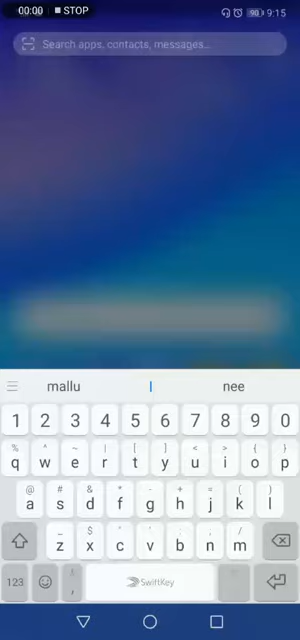 00:00 STOP 90 9:15
Search apps, contacts, messages...
mallu | nee
1 2 3 4 5 6 7 8 9 0
% ^ ~ | [ ] < > { }
q w e r t y u i o p
@ # & * - + = ( )
a s d f g h j k l
_ $ " ' : ; /
z x c v b n m
123 , SwiftKey